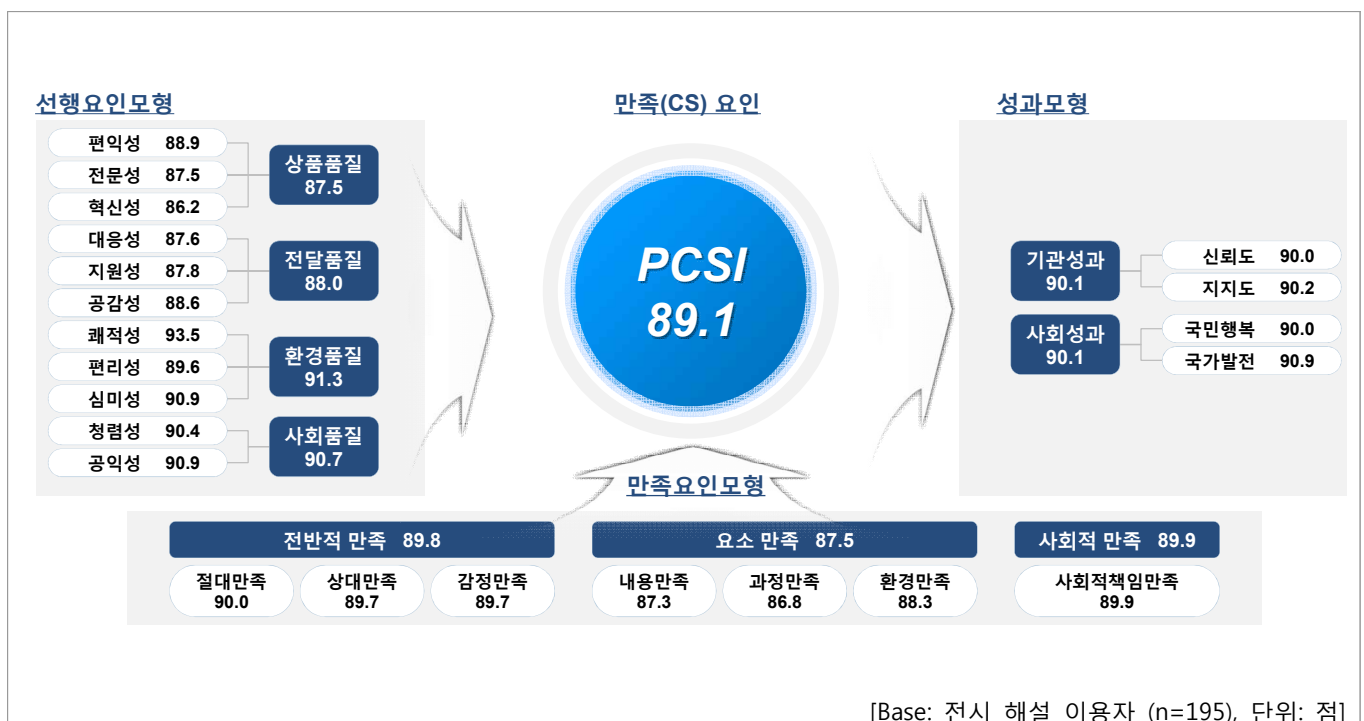 선행요인모형
편익성 88.9
전문성 87.5
혁신성 86.2
상품품질
87.5
대응성 87.6
지원성 87.8
공감성 88.6
전달품질
88.0
쾌적성 93.5
편리성 89.6
심미성 90.9
환경품질
91.3
청렴성 90.4
공익성 90.9
사회품질
90.7
만족(CS) 요인
PCSI
89.1
성과모형
기관성과
90.1
신뢰도 90.0
지지도 90.2
사회성과
90.1
국민행복 90.0
국가발전 90.9
만족요인모형
전반적 만족 89.8
절대만족
90.0
상대만족
89.7
감정만족
89.7
요소 만족 87.5
내용만족
87.3
과정만족
86.8
환경만족
88.3
사회적 만족 89.9
사회적책임만족
89.9
[Base: 전시 해설 이용자 (n=195), 단위: 점]